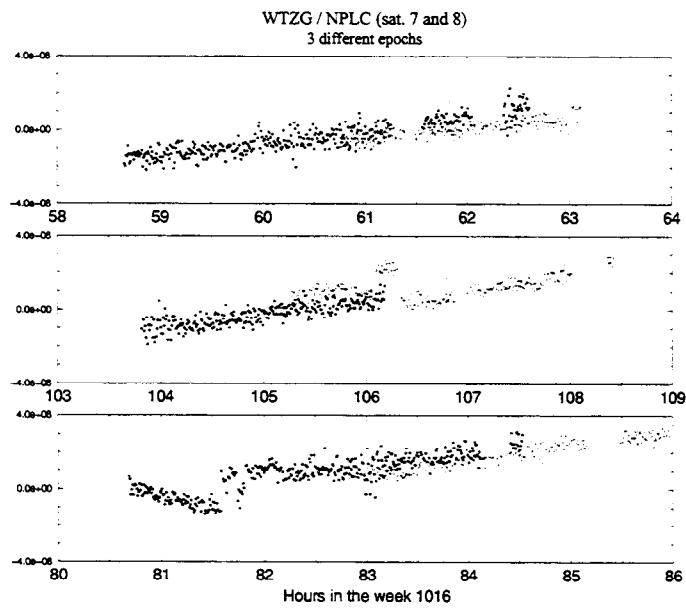 WTZG / NPLC (sat. 7 and 8)
3 different epochs
4.0e-08
0.0e+00
-4.0e-08
58 59 60 61 62 63 64
4.0e-08
0.0e+00
-4.0e-08
103 104 105 106 107 108 109
4.0e-08
0.0e+00
-4.0e-08
80 81 82 83 84 85 86
Hours in the week 1016